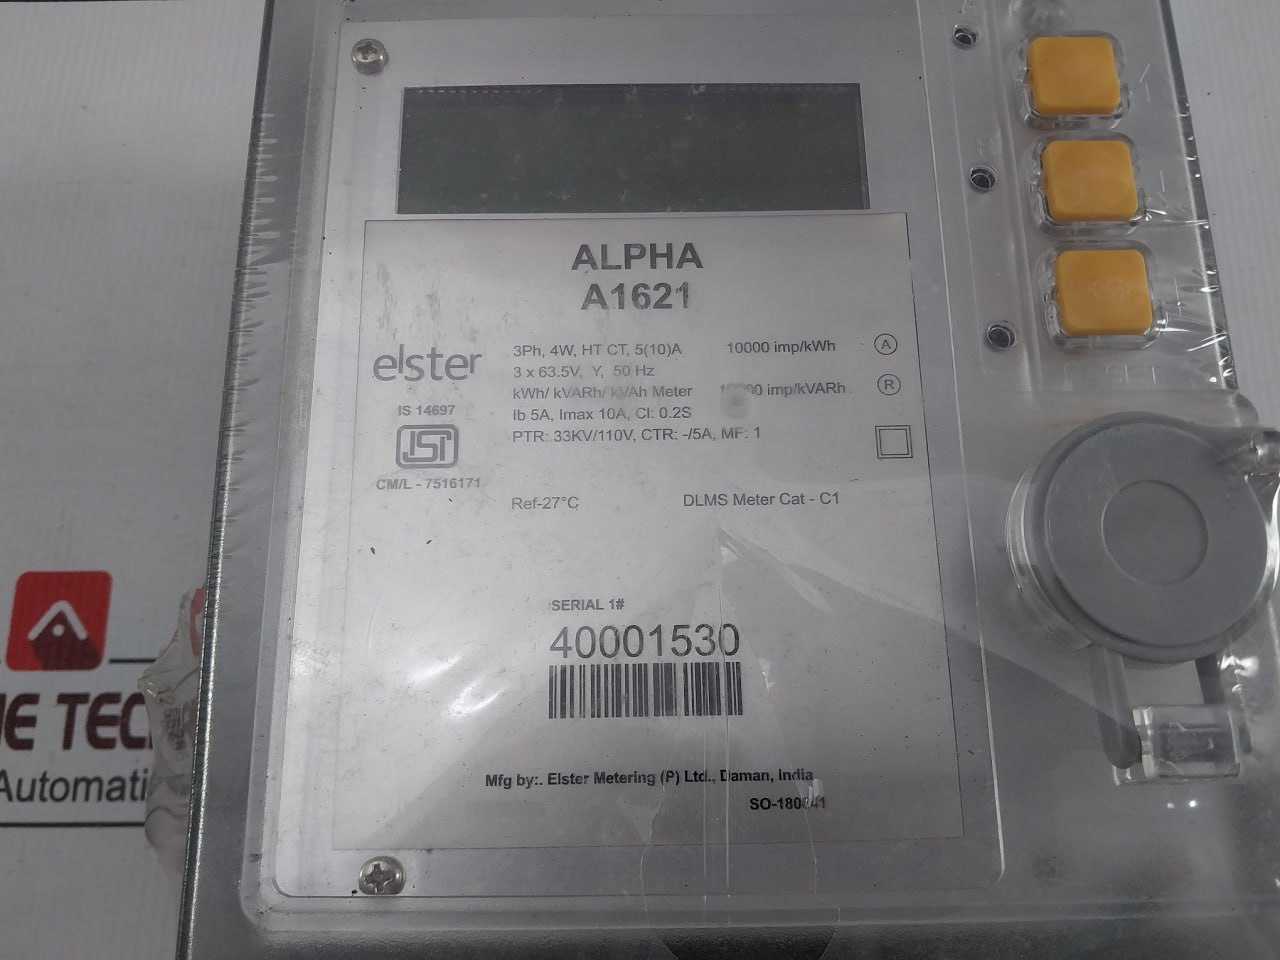 ALPHA
A1621
elster
3Ph, 4W, HT CT, 5(10)A 10000 imp/kWh A
3 x 63.5V, Y, 50 Hz
kWh/ kVARh/ kVAh Meter imp/kVARh R
Ib 5A, Imax 10A, Cl: 0.2S
PTR: 33KV/110V, CTR: -/5A, MF: 1
IS 14697
ISI
CM/L - 7516171
Ref-27°C DLMS Meter Cat - C1
SERIAL 1#
40001530
Mfg by:. Elster Metering (P) Ltd., Daman, India
Automati